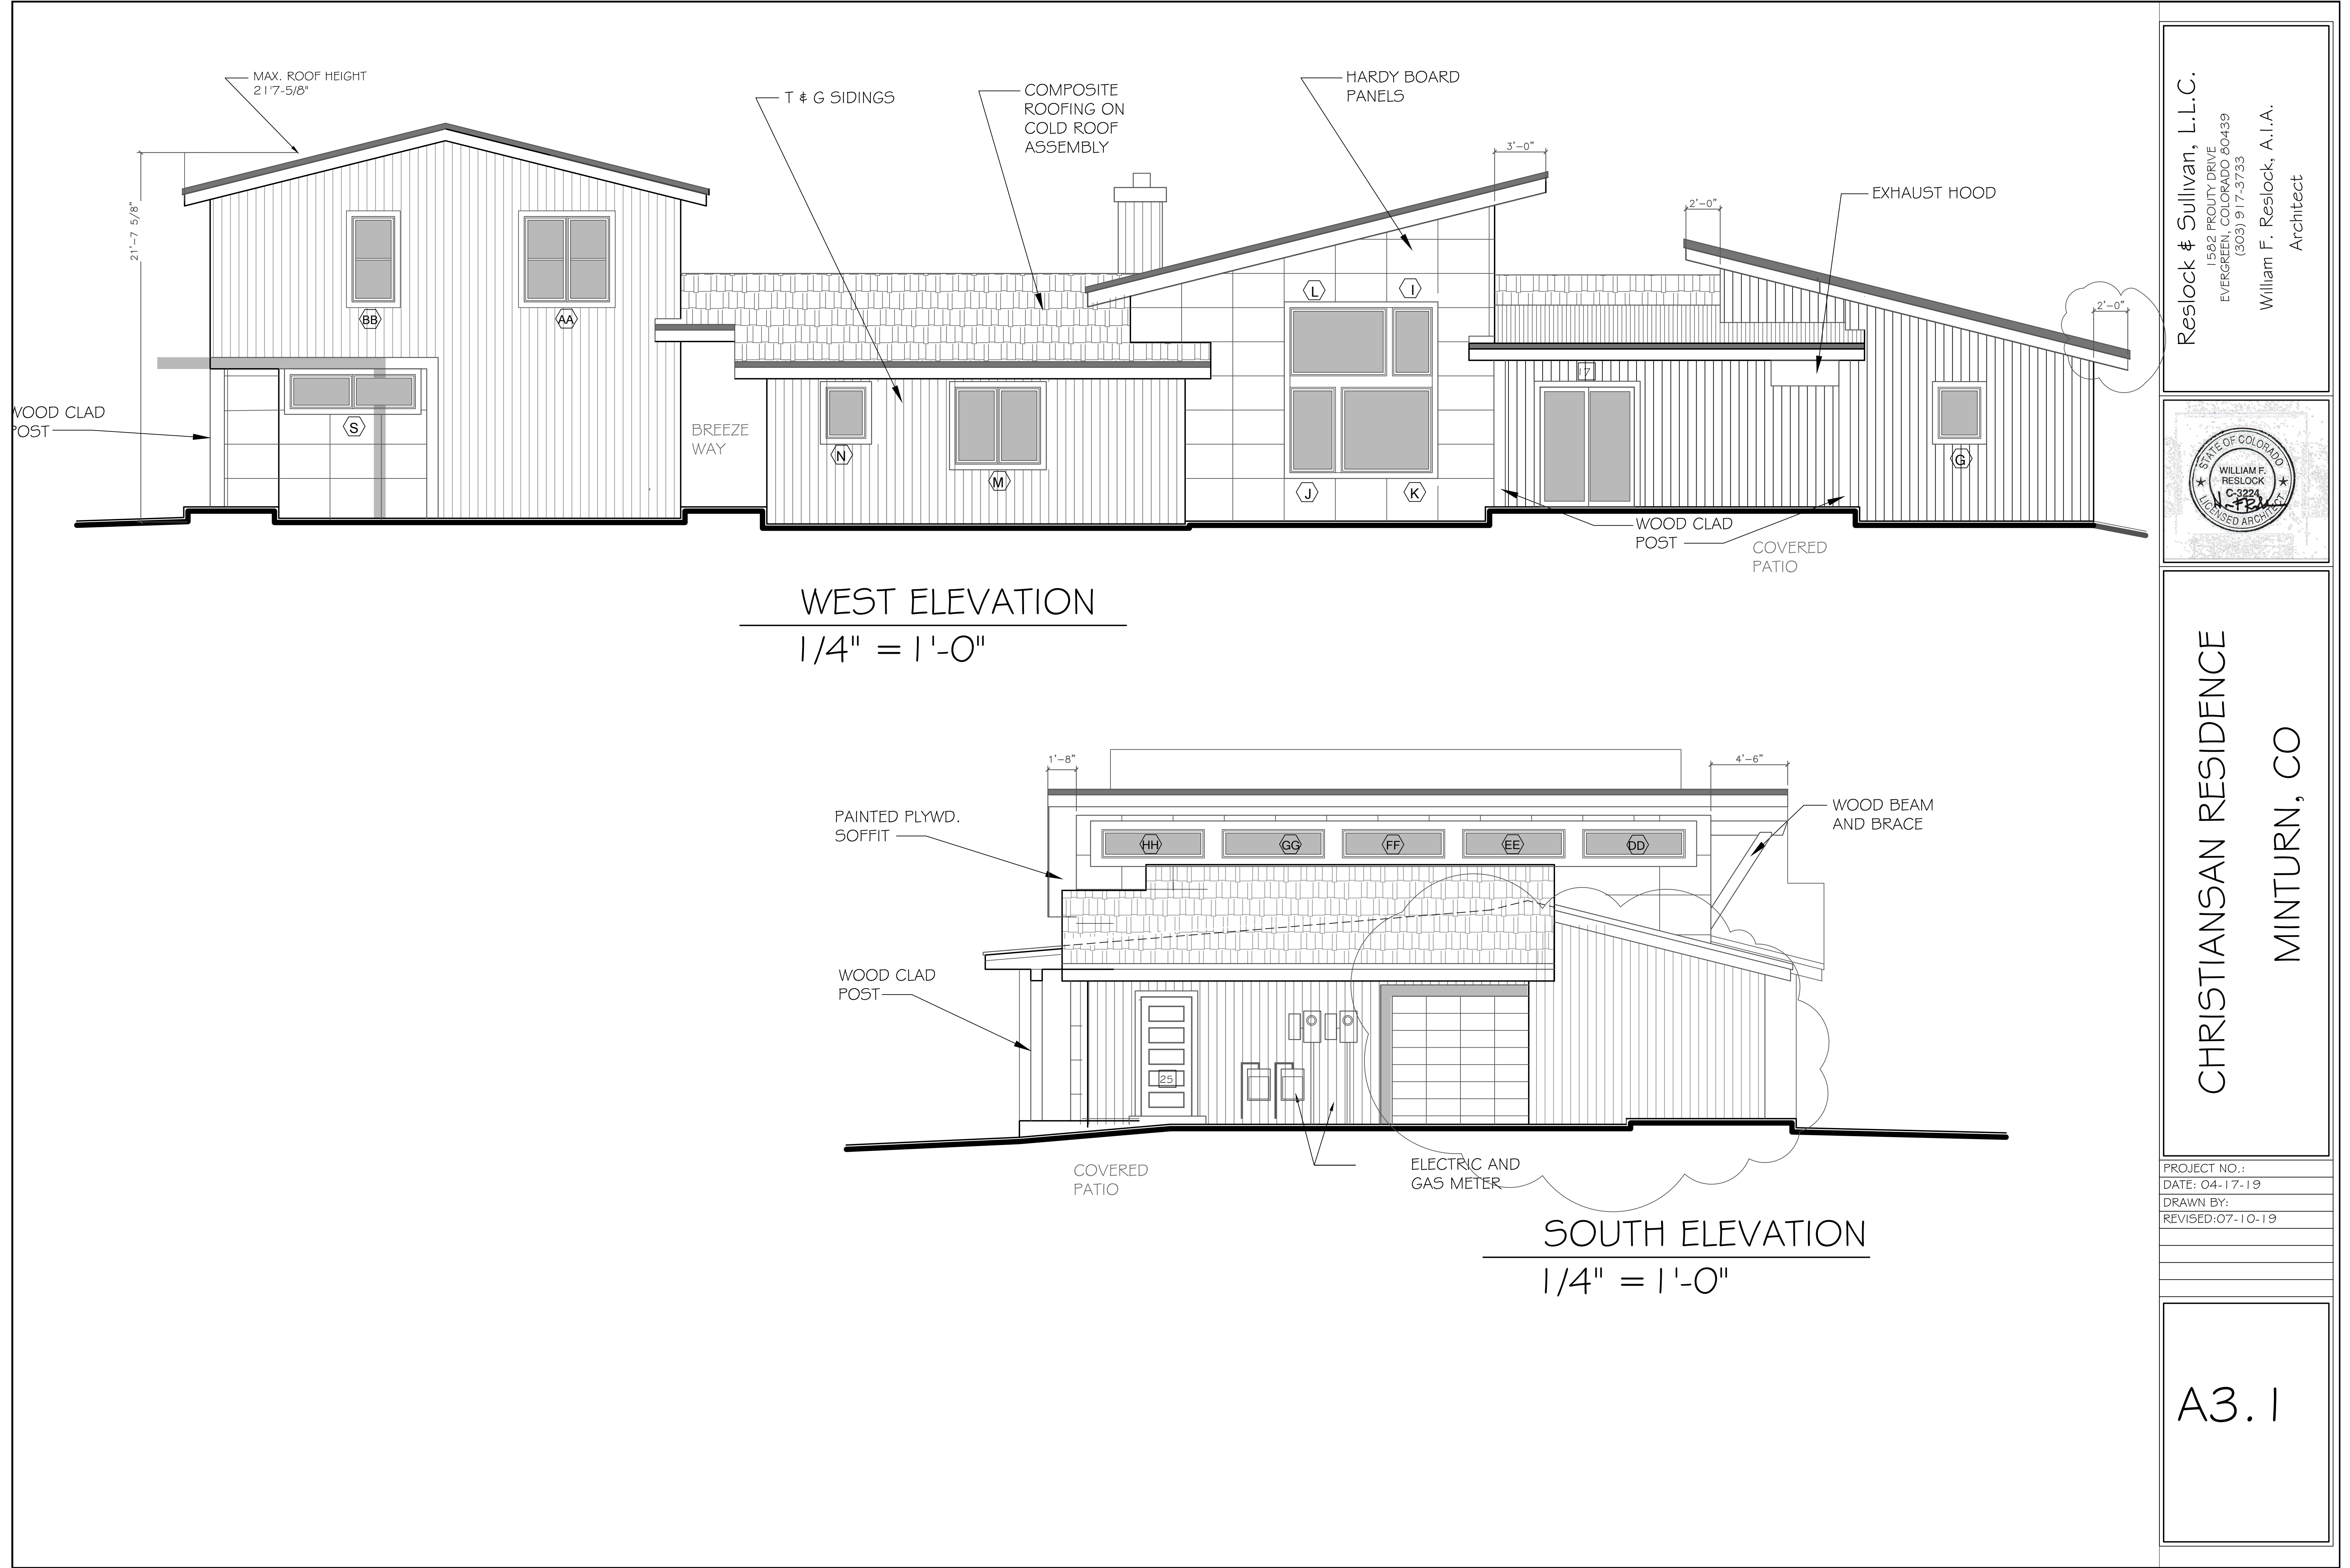 MAX. ROOF HEIGHT
21'7-5/8"
T & G SIDINGS
COMPOSITE
ROOFING ON
COLD ROOF
ASSEMBLY
HARDY BOARD
PANELS
3'-0"
2'-0"
EXHAUST HOOD
2'-0"
21'-7 5/8"
BB
AA
L
I
17
WOOD CLAD
POST
S
BREEZE
WAY
N
M
J
K
G
WOOD CLAD
POST
COVERED
PATIO
WEST ELEVATION
1/4" = 1'-0"
1'-8"
4'-6"
PAINTED PLYWD.
SOFFIT
WOOD BEAM
AND BRACE
HH
GG
FF
EE
DD
WOOD CLAD
POST
25
COVERED
PATIO
ELECTRIC AND
GAS METER
SOUTH ELEVATION
1/4" = 1'-0"
Reslock & Sullivan, L.L.C.
1582 PROUTY DRIVE
EVERGREEN, COLORADO 80439
(303) 917-3733
William F. Reslock, A.I.A.
Architect
STATE OF COLORADO
WILLIAM F.
RESLOCK
C-3224
LICENSED ARCHITECT
CHRISTIANSAN RESIDENCE
MINTURN, CO
PROJECT NO.:
DATE: 04-17-19
DRAWN BY:
REVISED:07-10-19
A3.1